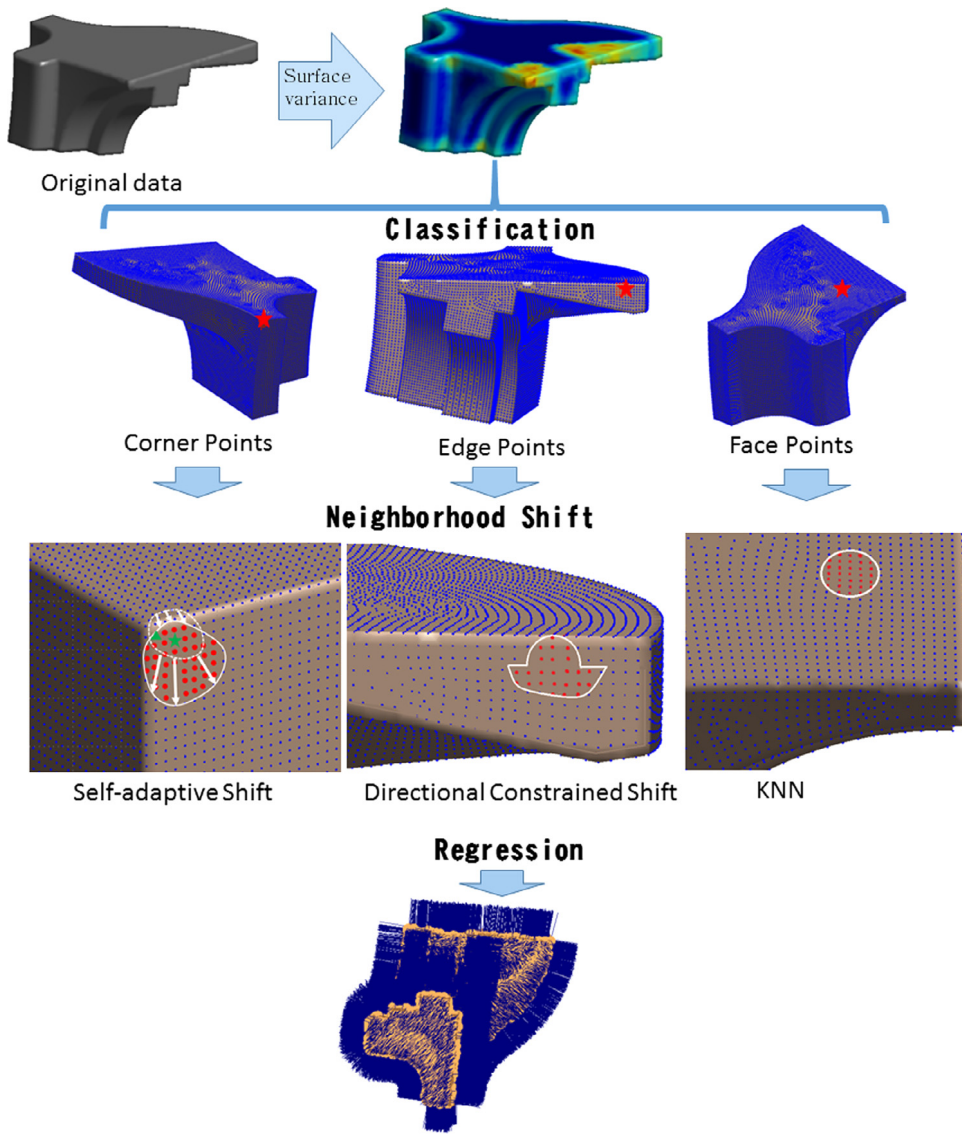 Surface
variance
Original data
Classification
Corner Points
Edge Points
Face Points
Neighborhood Shift
Self-adaptive Shift
Directional Constrained Shift
KNN
Regression